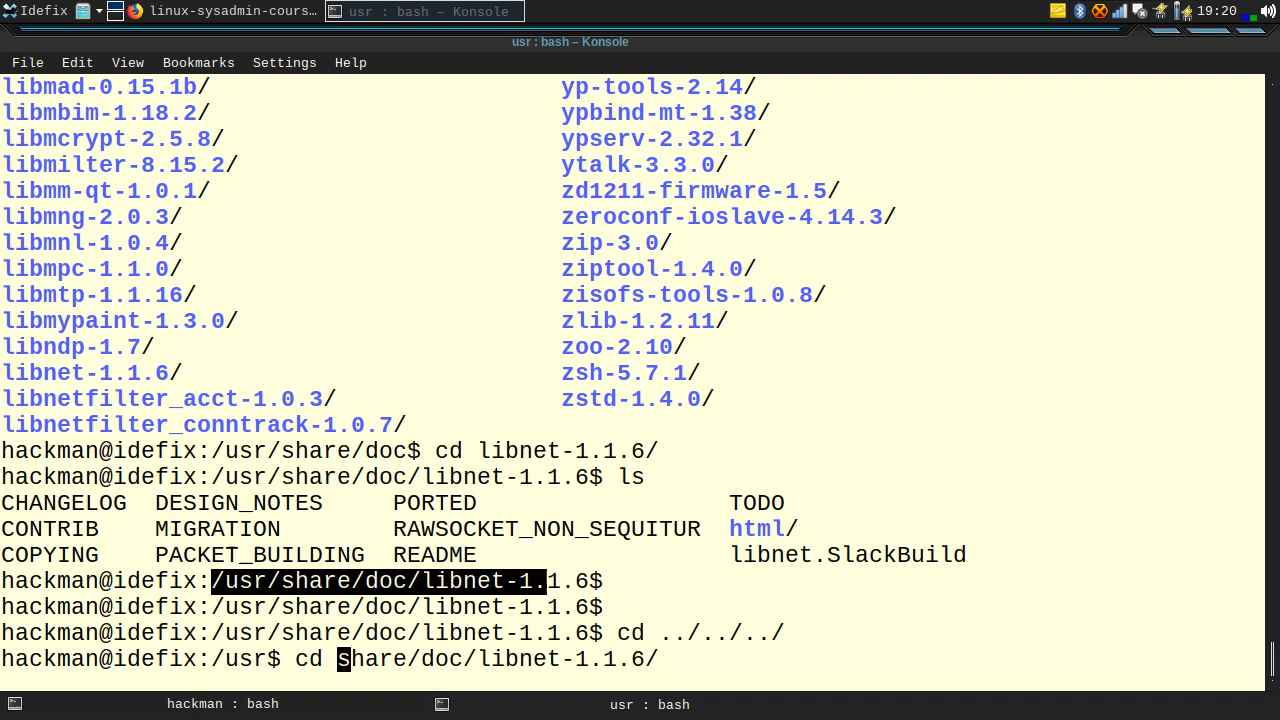 Idefix linux-sysadmin-cours… usr : bash – Konsole 19:20
usr : bash – Konsole
File Edit View Bookmarks Settings Help
libmad-0.15.1b/ yp-tools-2.14/
libmbim-1.18.2/ ypbind-mt-1.38/
libmcrypt-2.5.8/ ypserv-2.32.1/
libmilter-8.15.2/ ytalk-3.3.0/
libmm-qt-1.0.1/ zd1211-firmware-1.5/
libmng-2.0.3/ zeroconf-ioslave-4.14.3/
libmnl-1.0.4/ zip-3.0/
libmpc-1.1.0/ ziptool-1.4.0/
libmtp-1.1.16/ zisofs-tools-1.0.8/
libmypaint-1.3.0/ zlib-1.2.11/
libndp-1.7/ zoo-2.10/
libnet-1.1.6/ zsh-5.7.1/
libnetfilter_acct-1.0.3/ zstd-1.4.0/
libnetfilter_conntrack-1.0.7/
hackman@idefix:/usr/share/doc$ cd libnet-1.1.6/
hackman@idefix:/usr/share/doc/libnet-1.1.6$ ls
CHANGELOG DESIGN_NOTES PORTED TODO
CONTRIB MIGRATION RAWSOCKET_NON_SEQUITUR html/
COPYING PACKET_BUILDING README libnet.SlackBuild
hackman@idefix:/usr/share/doc/libnet-1.1.6$
hackman@idefix:/usr/share/doc/libnet-1.1.6$
hackman@idefix:/usr/share/doc/libnet-1.1.6$ cd ../../../
hackman@idefix:/usr$ cd share/doc/libnet-1.1.6/
hackman : bash usr : bash